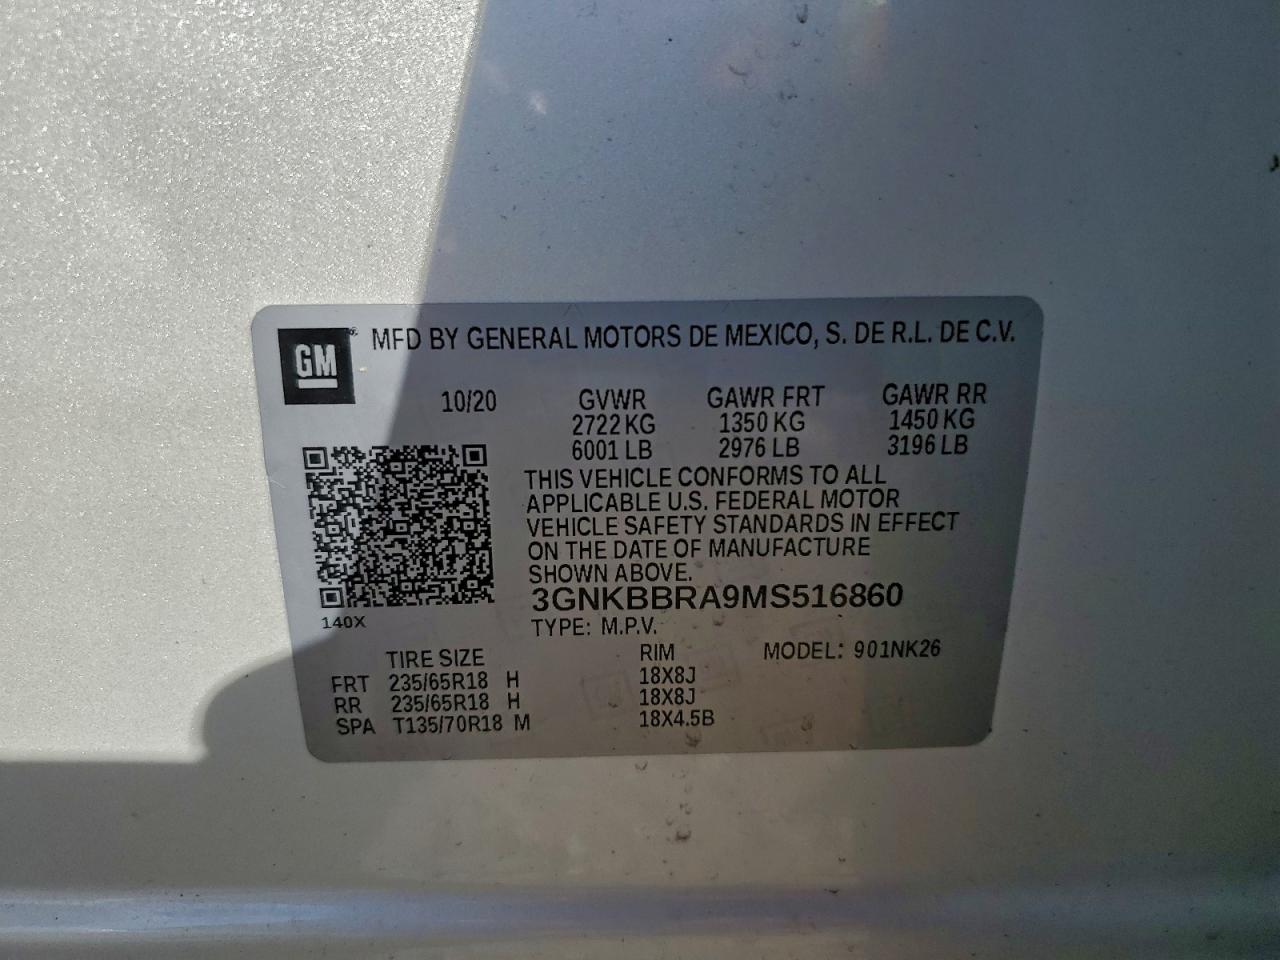 GM
MFD BY GENERAL MOTORS DE MEXICO, S. DE R.L. DE C.V.
10/20 GVWR GAWR FRT GAWR RR
2722 KG 1350 KG 1450 KG
6001 LB 2976 LB 3196 LB
THIS VEHICLE CONFORMS TO ALL
APPLICABLE U.S. FEDERAL MOTOR
VEHICLE SAFETY STANDARDS IN EFFECT
ON THE DATE OF MANUFACTURE
SHOWN ABOVE.
3GNKBBRA9MS516860
140X
TYPE: M.P.V.
TIRE SIZE RIM MODEL: 901NK26
FRT 235/65R18 H 18X8J
RR 235/65R18 H 18X8J
SPA T135/70R18 M 18X4.5B